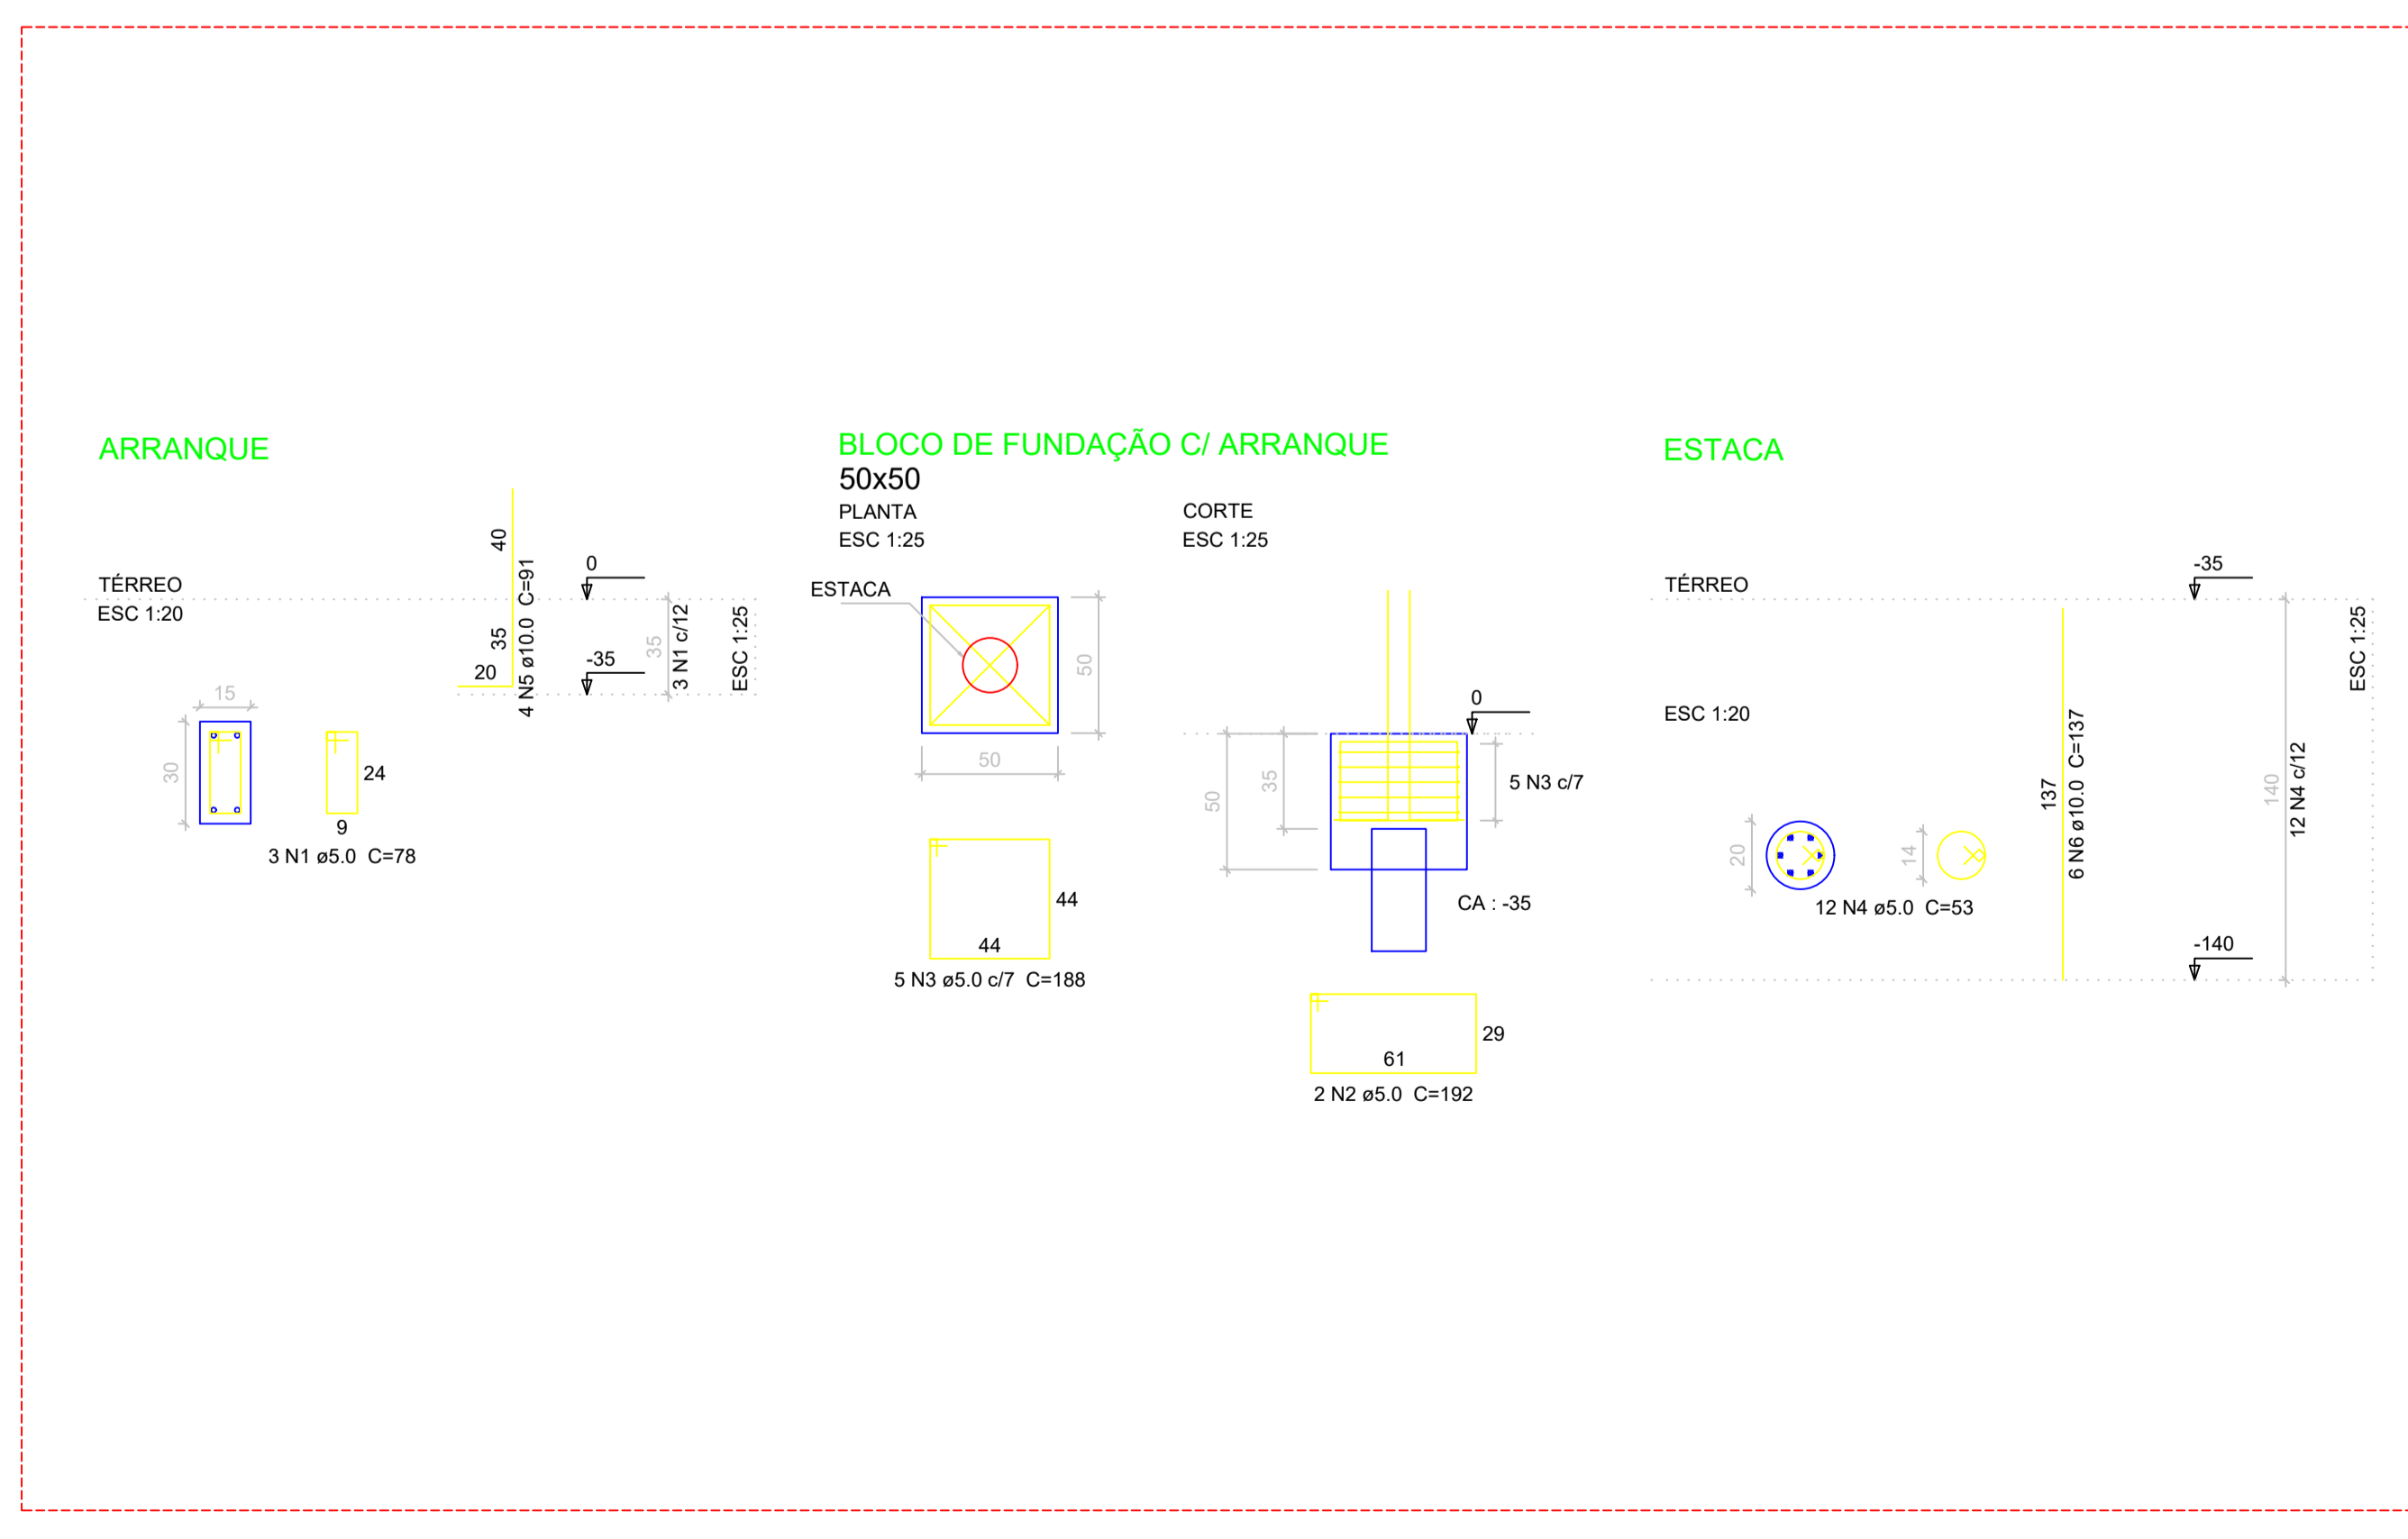 ARRANQUE
TÉRREO
ESC 1:20
40
35
20
4 N5 ø10.0  C=91
0
-35
35
3 N1 c/12
ESC 1:25
15
30
24
9
3 N1 ø5.0  C=78
BLOCO DE FUNDAÇÃO C/ ARRANQUE
50x50
PLANTA
ESC 1:25
ESTACA
50
50
44
44
5 N3 ø5.0 c/7  C=188
CORTE
ESC 1:25
0
50
35
5 N3 c/7
CA : -35
29
61
2 N2 ø5.0  C=192
ESTACA
TÉRREO
ESC 1:20
20
14
12 N4 ø5.0  C=53
137
6 N6 ø10.0  C=137
-35
-140
140
12 N4 c/12
ESC 1:25